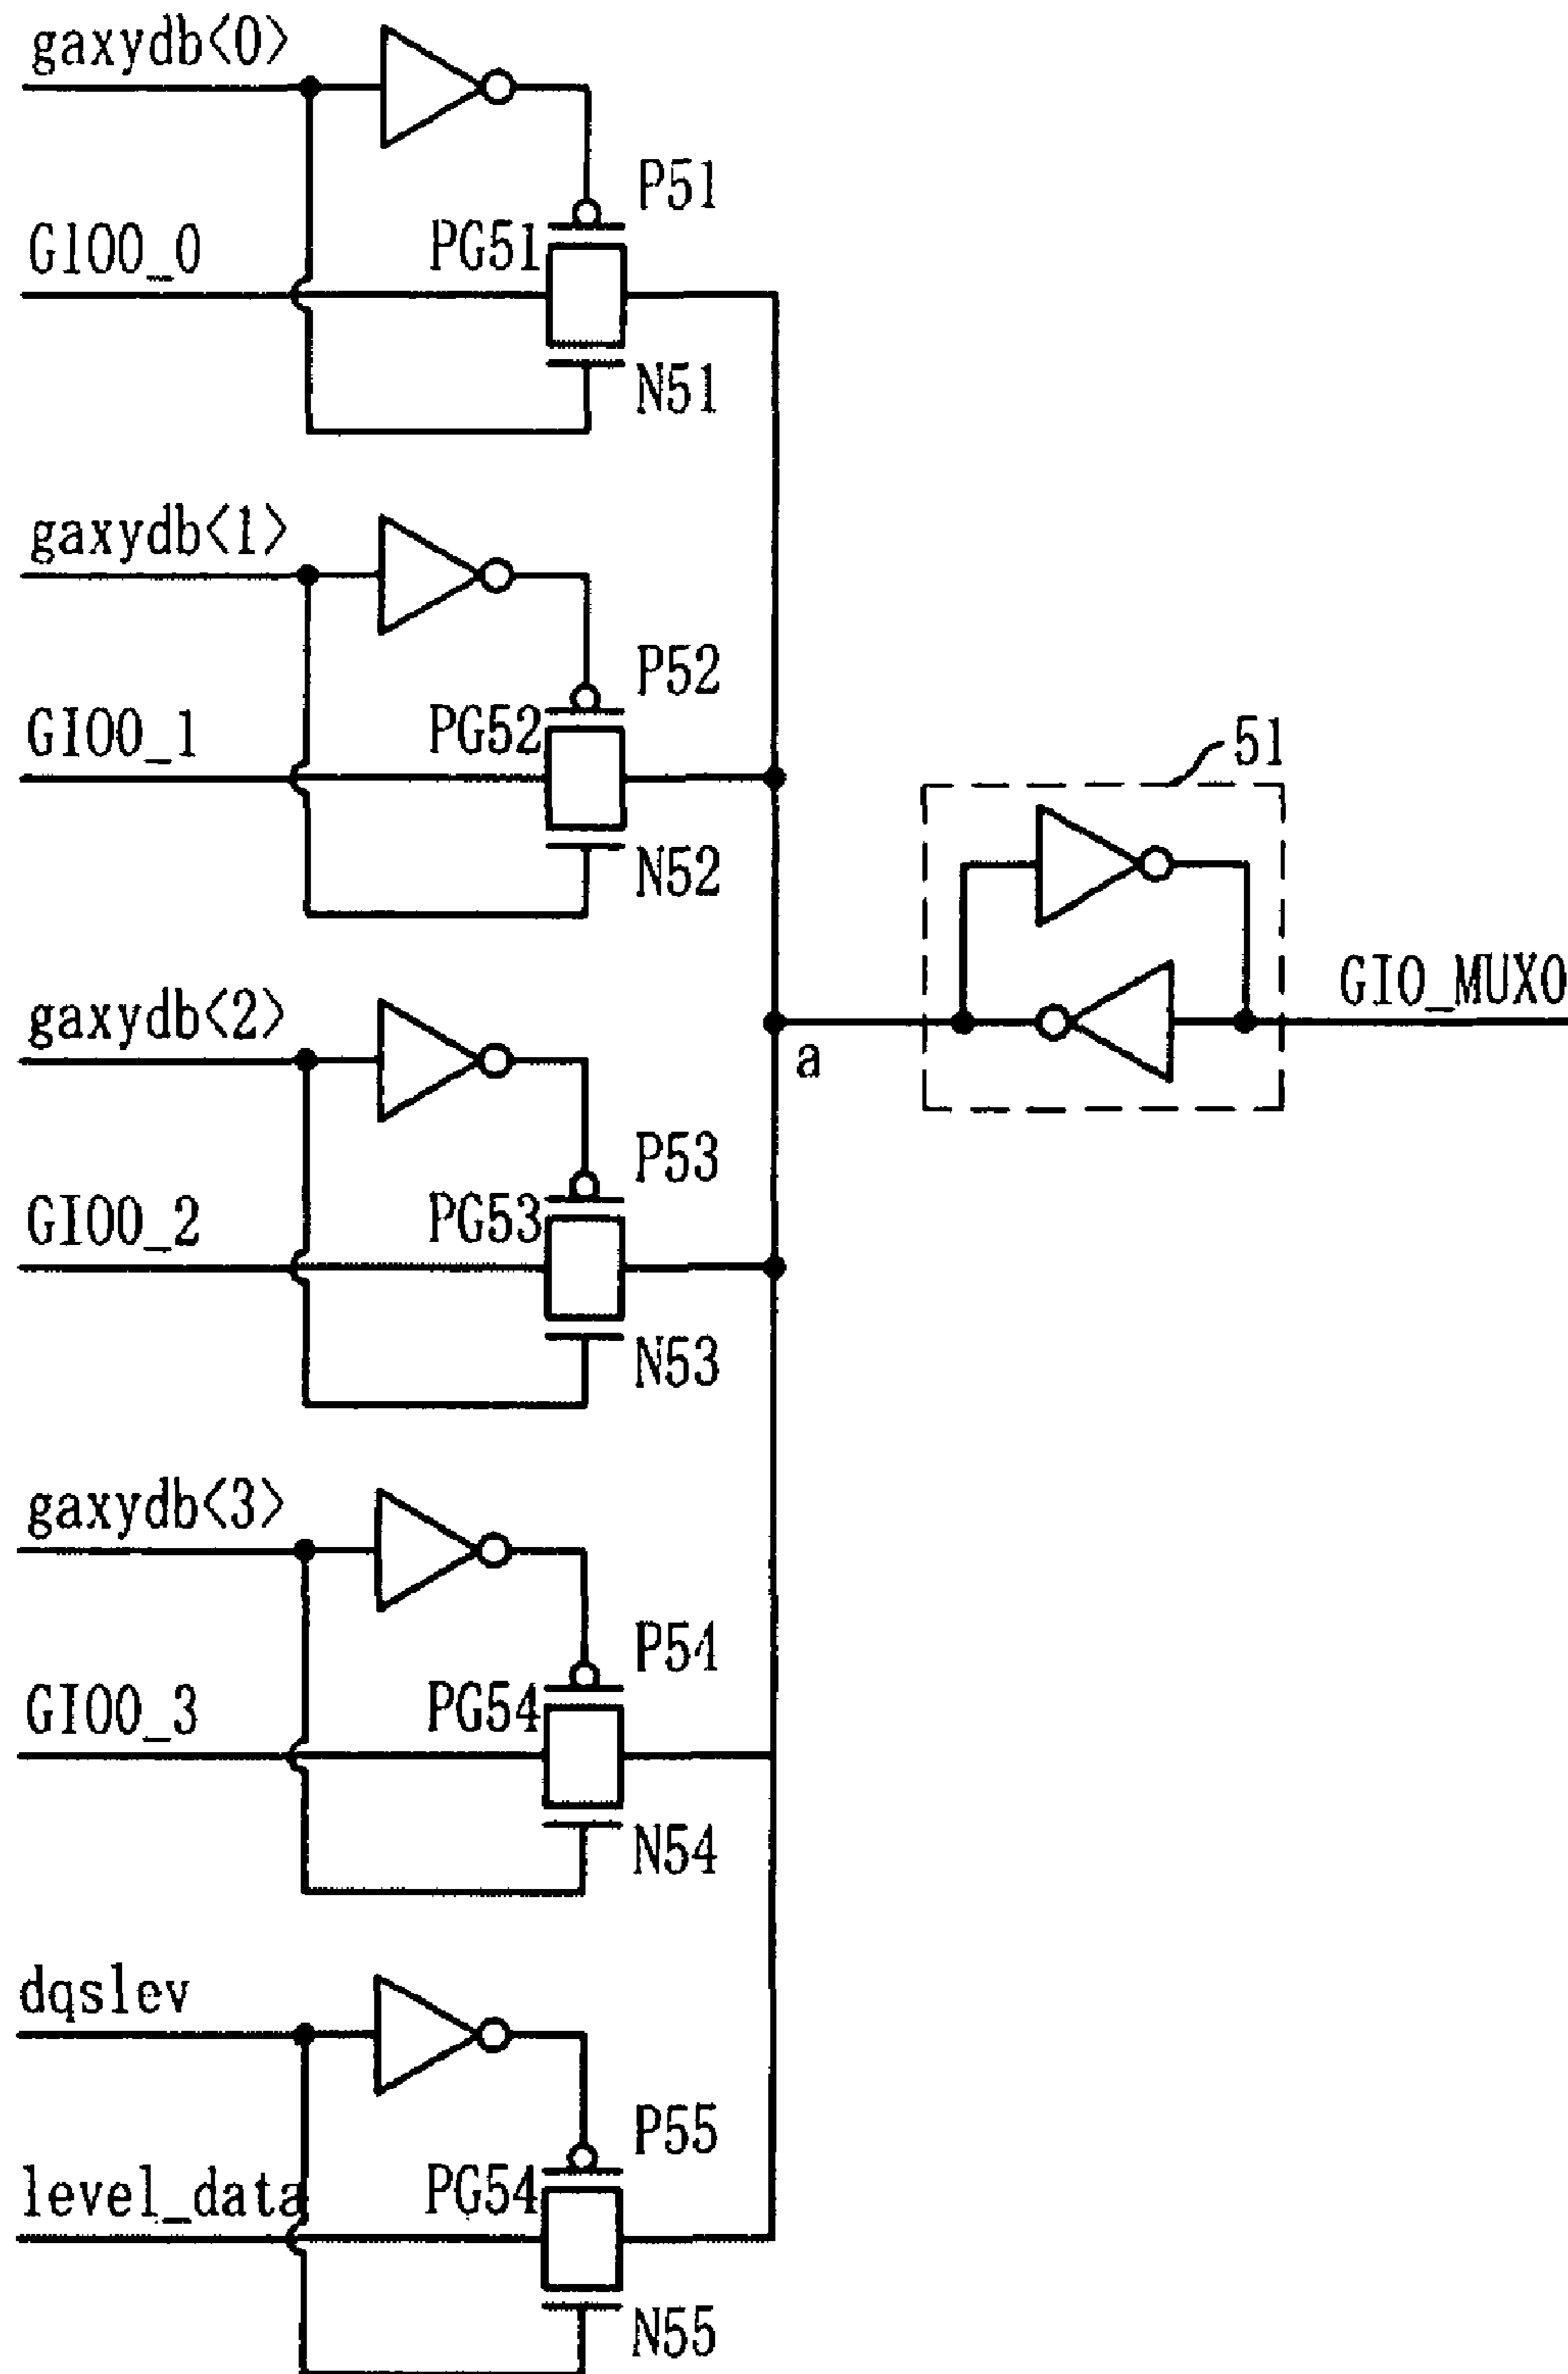 gaxydb<0>
P51
GIO0_0
PG51
N51
gaxydb<1>
P52
GIO0_1
PG52
N52
51
gaxydb<2>
GIO_MUX0
a
P53
GIO0_2
PG53
N53
gaxydb<3>
P54
GIO0_3
PG54
N54
dqslev
P55
level_data
PG54
N55